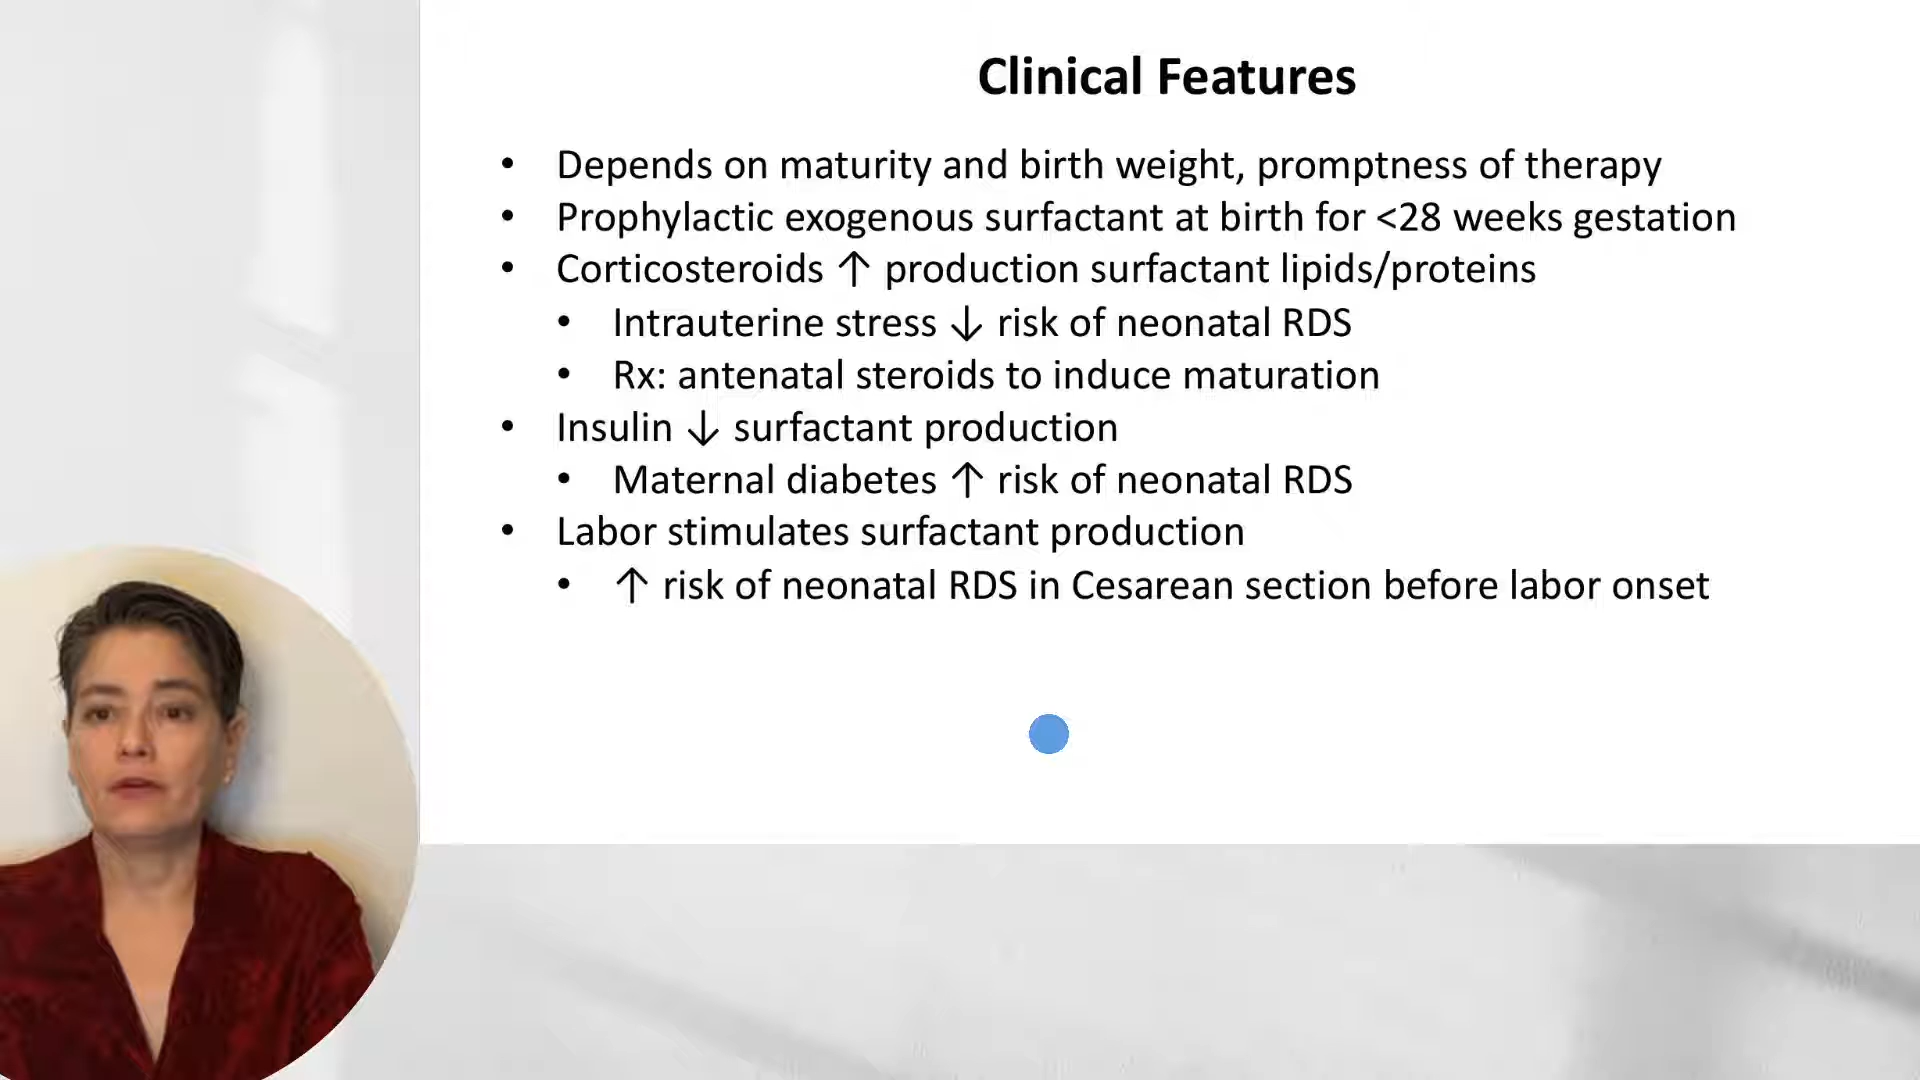 Clinical Features
• Depends on maturity and birth weight, promptness of therapy
• Prophylactic exogenous surfactant at birth for <28 weeks gestation
• Corticosteroids ↑ production surfactant lipids/proteins
• Intrauterine stress ↓ risk of neonatal RDS
• Rx: antenatal steroids to induce maturation
• Insulin ↓ surfactant production
• Maternal diabetes ↑ risk of neonatal RDS
• Labor stimulates surfactant production
• ↑ risk of neonatal RDS in Cesarean section before labor onset